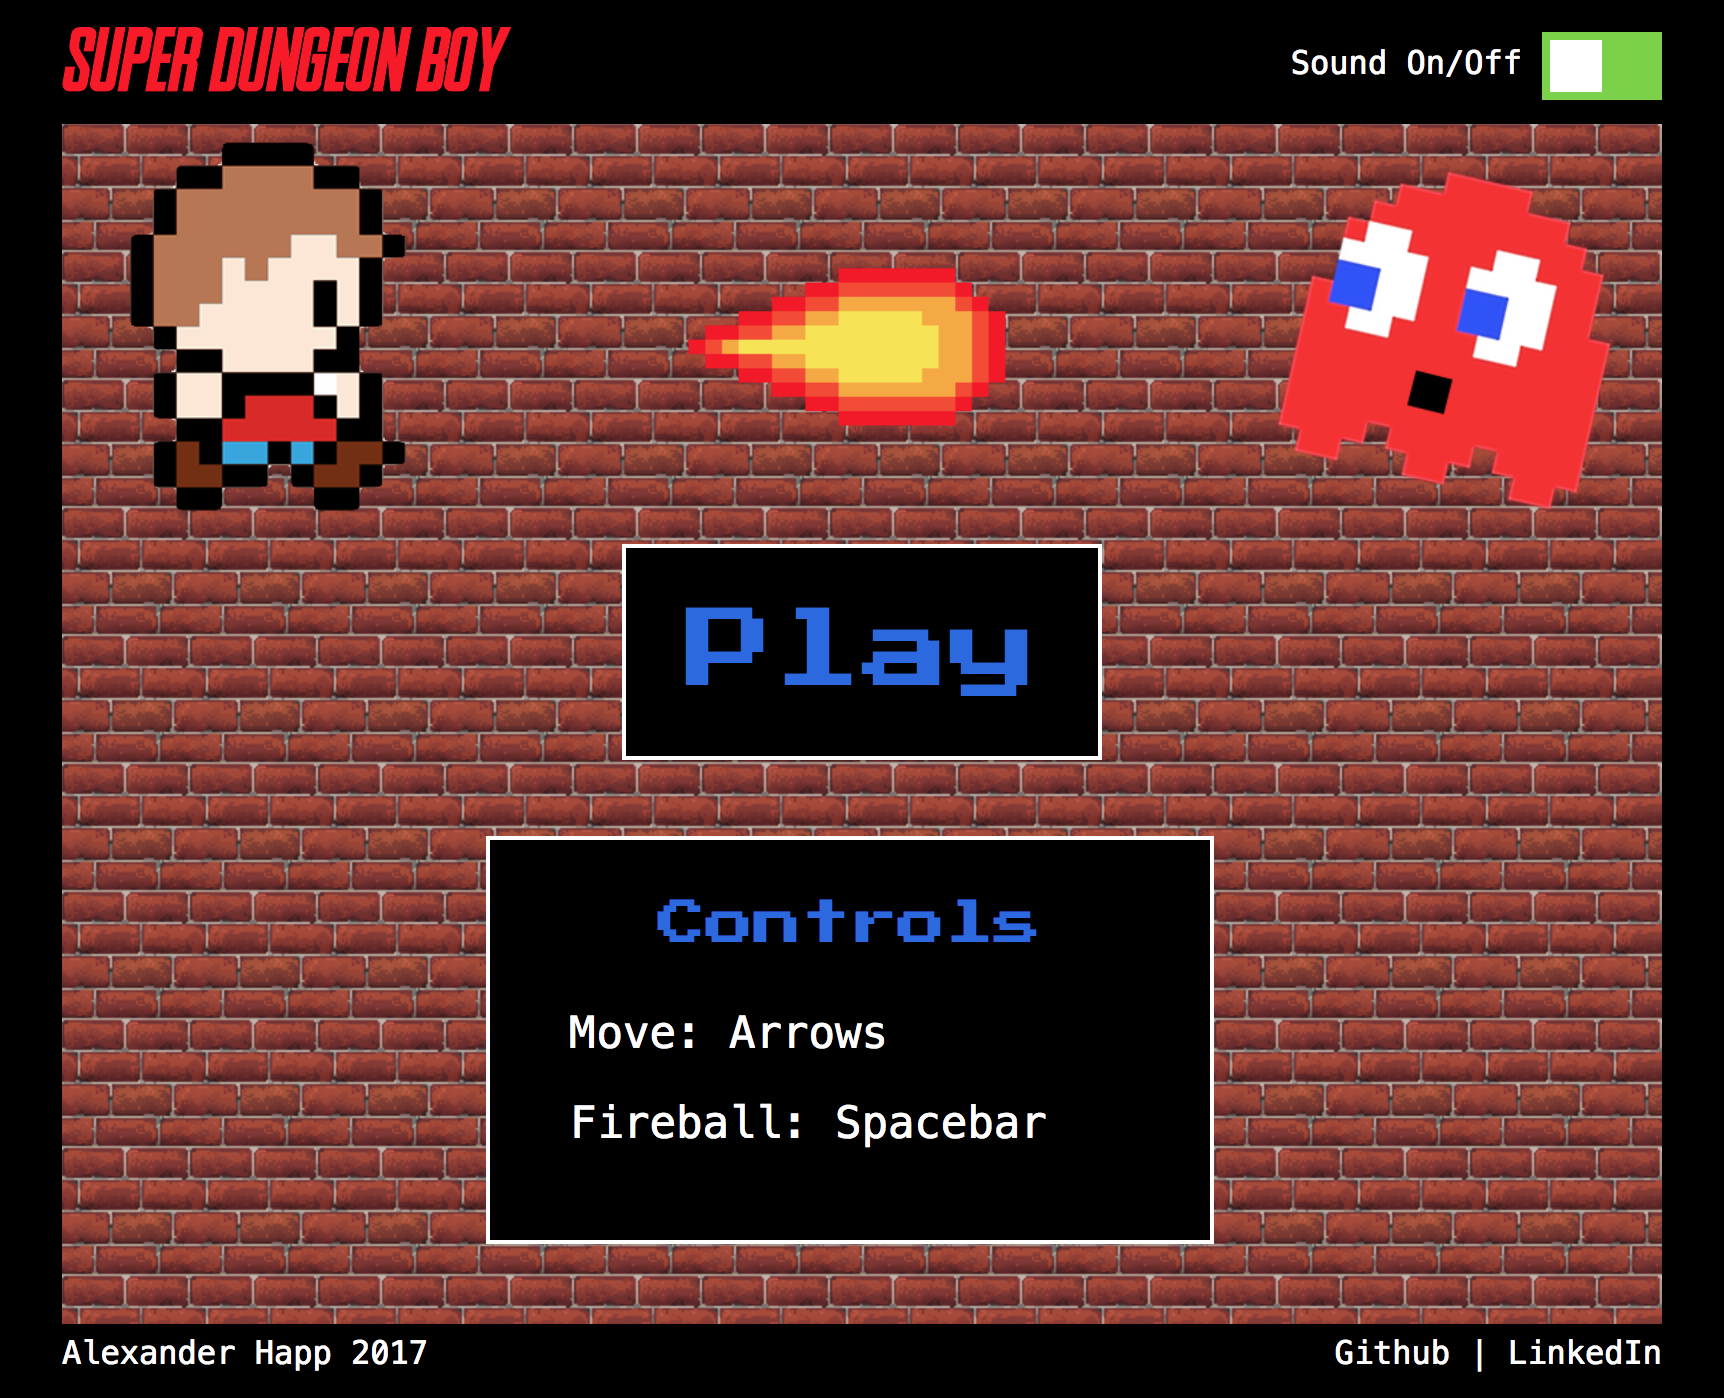 SUPER DUNGEON BOY
Sound On/Off
Play
Controls
Move: Arrows
Fireball: Spacebar
Alexander Happ 2017
Github | LinkedIn